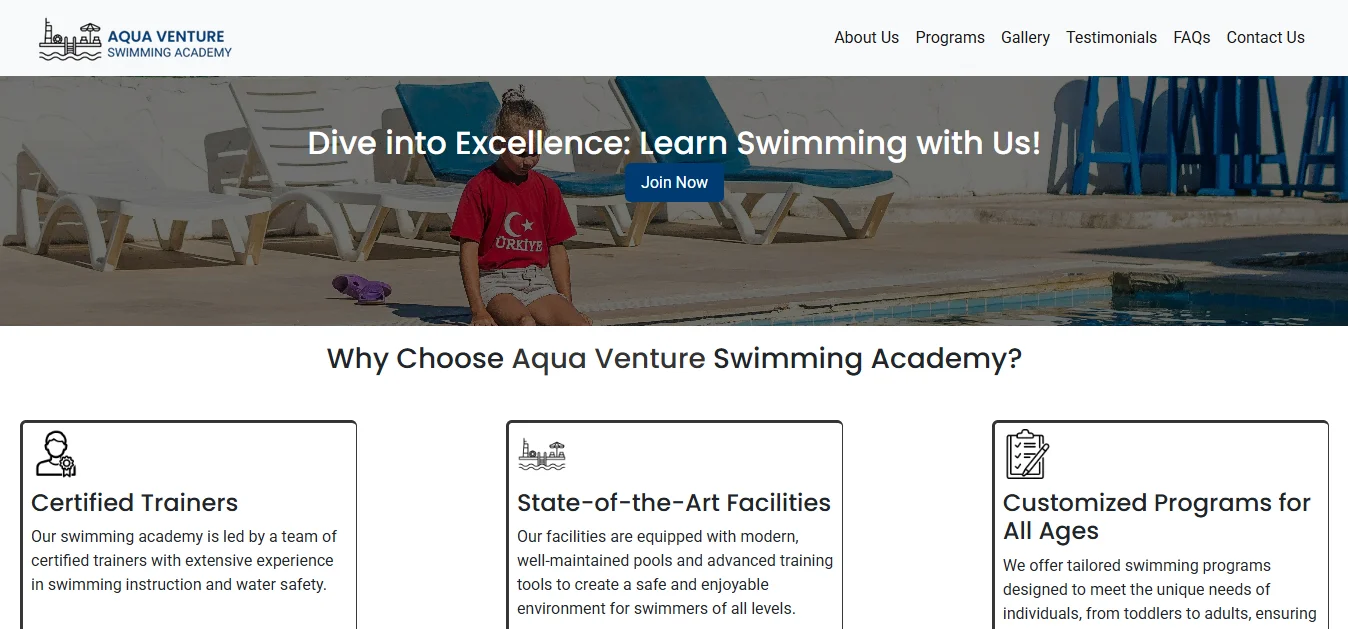 AQUA VENTURE
SWIMMING ACADEMY
About Us Programs Gallery Testimonials FAQs Contact Us
Dive into Excellence: Learn Swimming with Us!
Join Now
ÜRKİYE
Why Choose Aqua Venture Swimming Academy?
Certified Trainers
Our swimming academy is led by a team of
certified trainers with extensive experience
in swimming instruction and water safety.
State-of-the-Art Facilities
Our facilities are equipped with modern,
well-maintained pools and advanced training
tools to create a safe and enjoyable
environment for swimmers of all levels.
Customized Programs for
All Ages
We offer tailored swimming programs
designed to meet the unique needs of
individuals, from toddlers to adults, ensuring